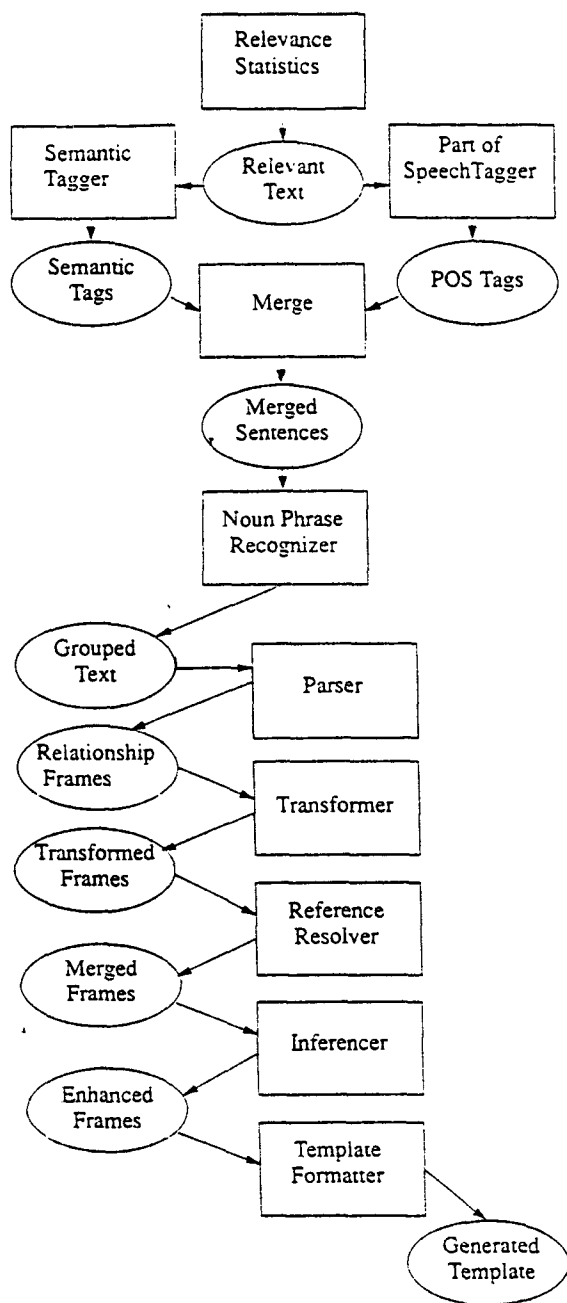 Relevance
Statistics
Semantic
Tagger
Relevant
Text
Part of
SpeechTagger
Semantic
Tags
Merge
POS Tags
Merged
Sentences
Noun Phrase
Recognizer
Grouped
Text
Parser
Relationship
Frames
Transformer
Transformed
Frames
Reference
Resolver
Merged
Frames
Inferencer
Enhanced
Frames
Template
Formatter
Generated
Template